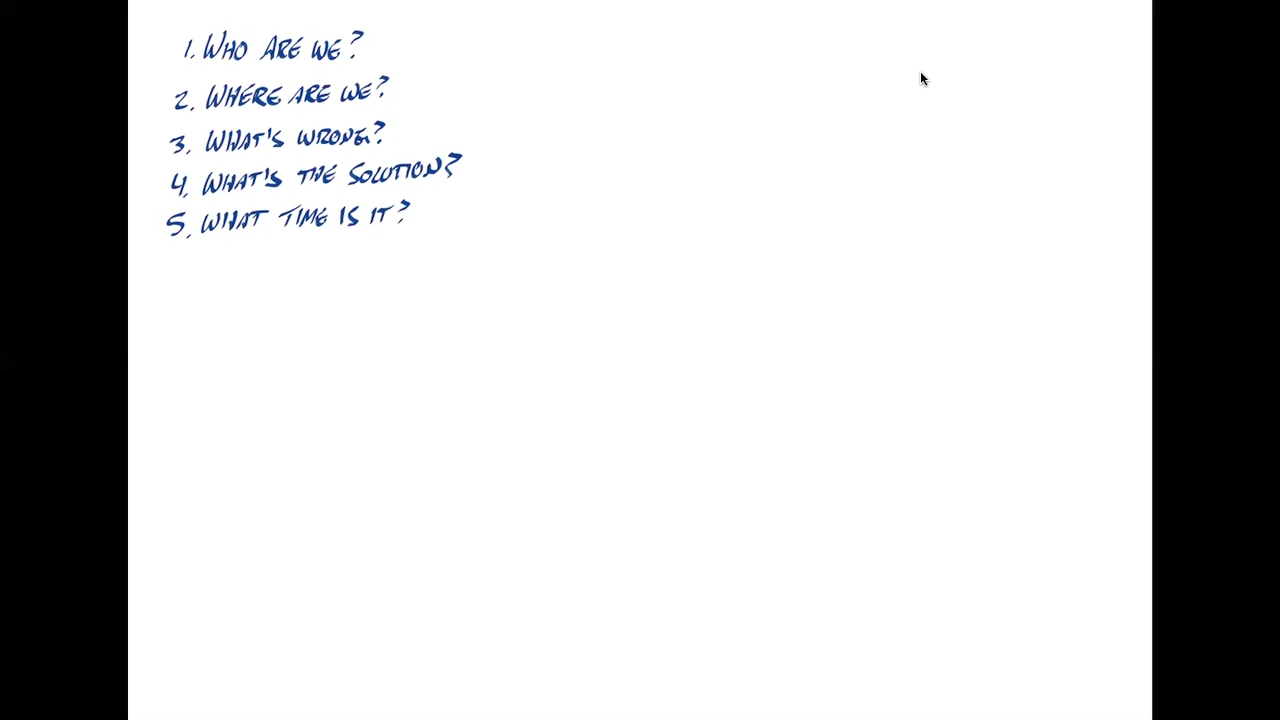 1. WHO ARE WE?
2. WHERE ARE WE?
3. WHAT'S WRONG?
4. WHAT'S THE SOLUTION?
5. WHAT TIME IS IT?